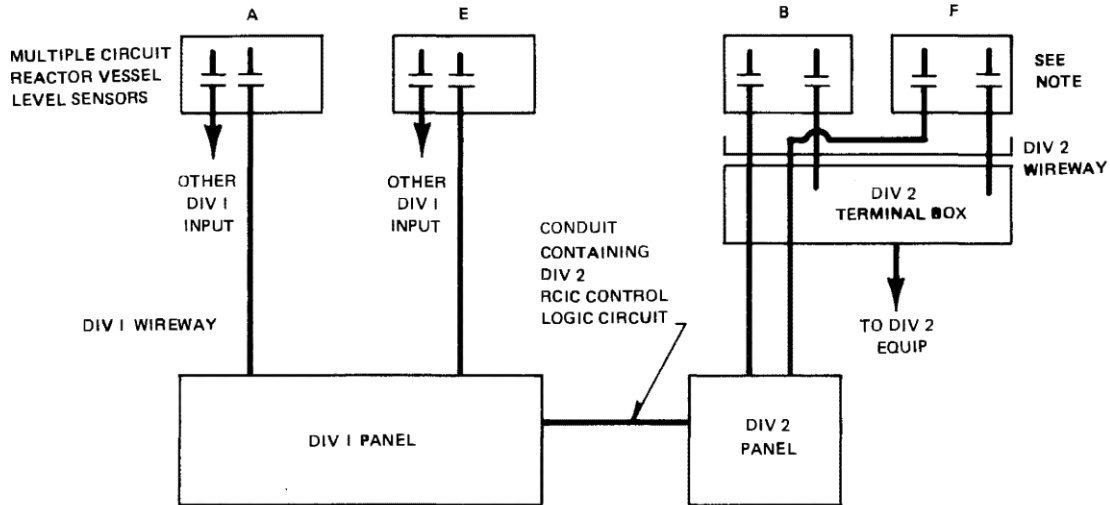 A
E
B
F
MULTIPLE CIRCUIT
REACTOR VESSEL
LEVEL SENSORS
SEE
NOTE
DIV 2
WIREWAY
OTHER
DIV I
INPUT
OTHER
DIV I
INPUT
DIV 2
TERMINAL BOX
CONDUIT
CONTAINING
DIV 2
RCIC CONTROL
LOGIC CIRCUIT
DIV I WIREWAY
TO DIV 2
EQUIP
DIV I PANEL
DIV 2
PANEL